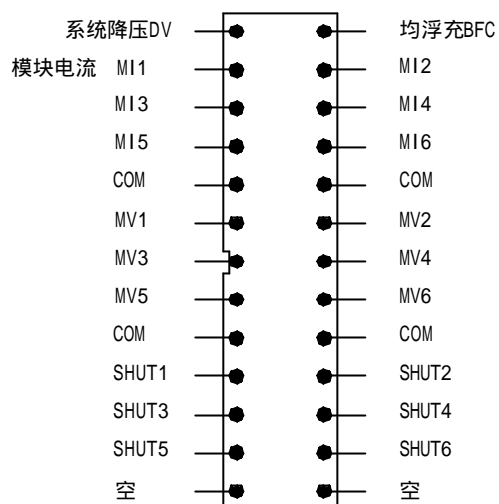 系统降压DV 均浮充BFC
模块电流 MI1 MI2
MI3 MI4
MI5 MI6
COM COM
MV1 MV2
MV3 MV4
MV5 MV6
COM COM
SHUT1 SHUT2
SHUT3 SHUT4
SHUT5 SHUT6
空 空